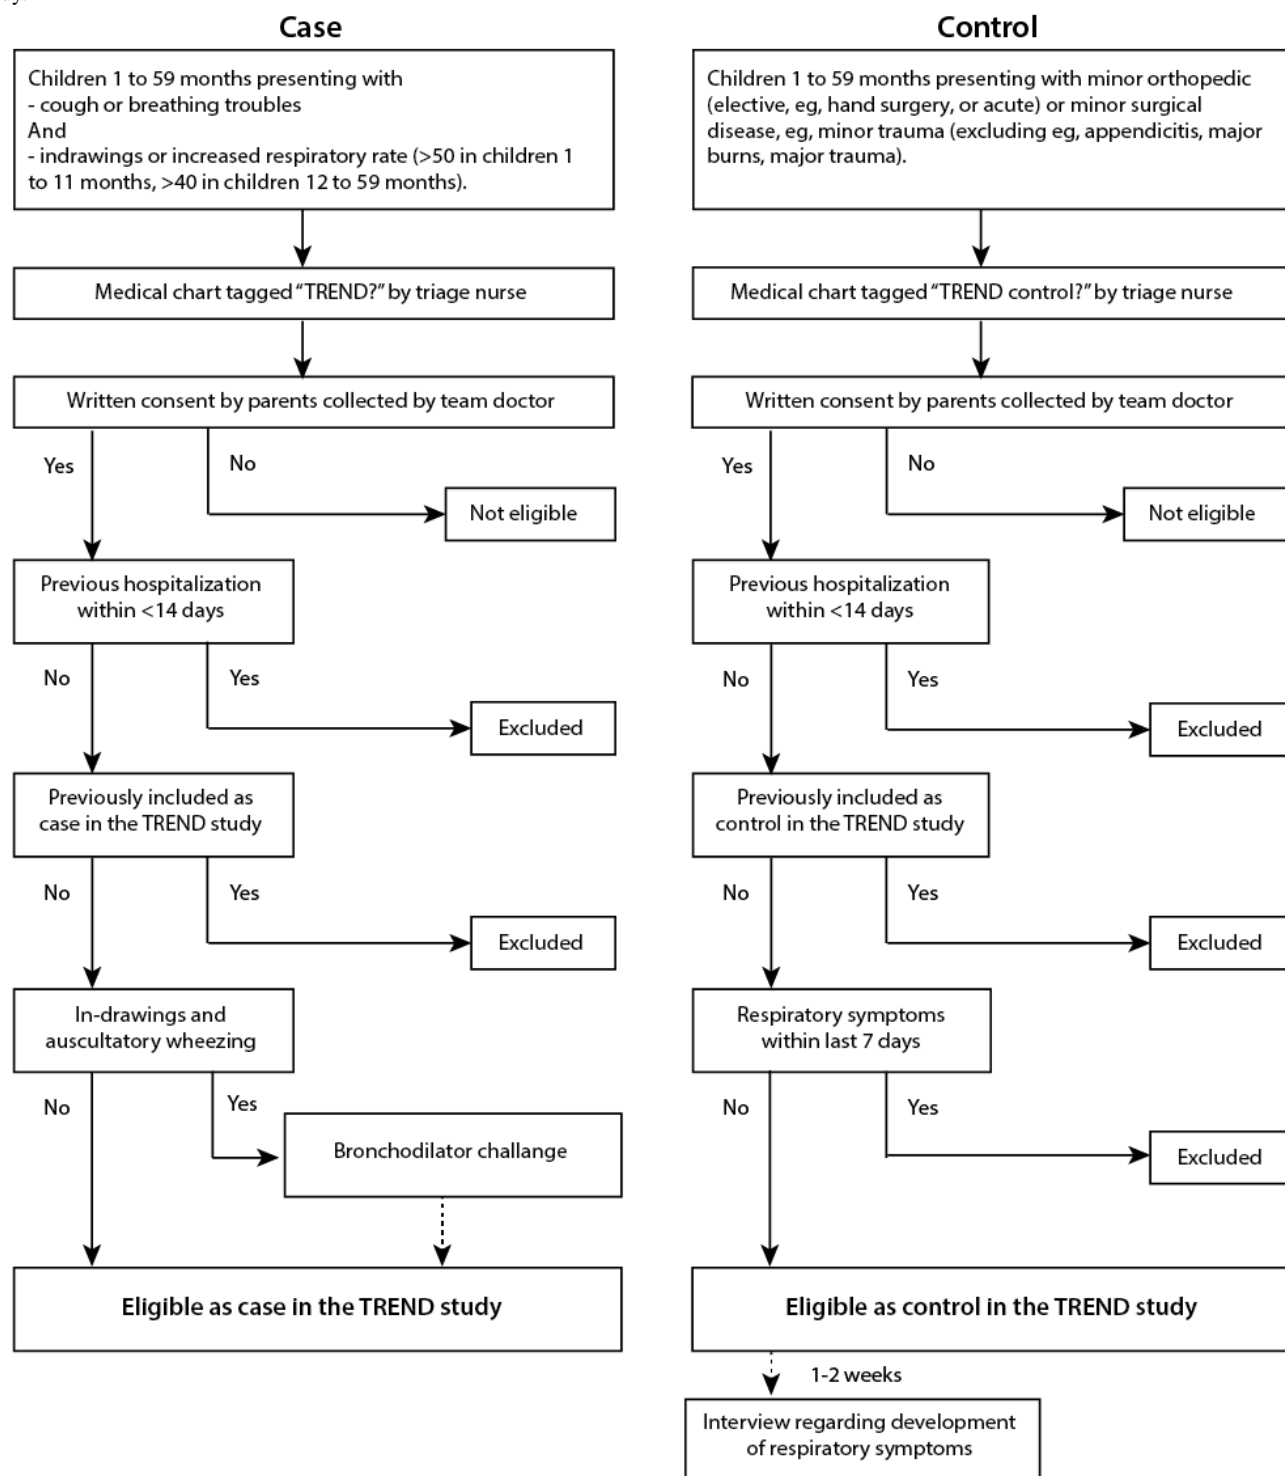 Case
Children 1 to 59 months presenting with
- cough or breathing troubles
And
- indrawings or increased respiratory rate (>50 in children 1
to 11 months, >40 in children 12 to 59 months).
Medical chart tagged “TREND?” by triage nurse
Written consent by parents collected by team doctor
Yes
No
Not eligible
Previous hospitalization
within <14 days
No
Yes
Excluded
Previously included as
case in the TREND study
No
Yes
Excluded
In-drawings and
auscultatory wheezing
No
Yes
Bronchodilator challange
Eligible as case in the TREND study
Control
Children 1 to 59 months presenting with minor orthopedic
(elective, eg, hand surgery, or acute) or minor surgical
disease, eg, minor trauma (excluding eg, appendicitis, major
burns, major trauma).
Medical chart tagged “TREND control?” by triage nurse
Written consent by parents collected by team doctor
Yes
No
Not eligible
Previous hospitalization
within <14 days
No
Yes
Excluded
Previously included as
control in the TREND study
No
Yes
Excluded
Respiratory symptoms
within last 7 days
No
Yes
Excluded
Eligible as control in the TREND study
1-2 weeks
Interview regarding development
of respiratory symptoms